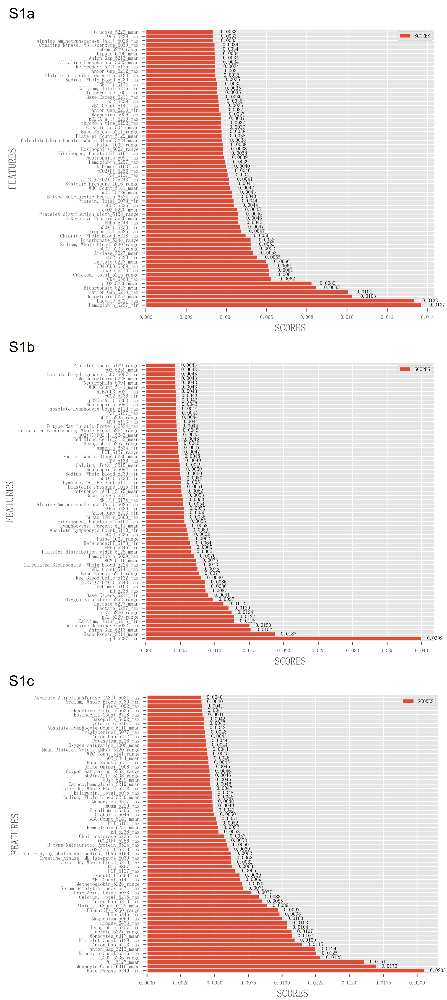 S1a
SCORES
FEATURES
Glucose_5223_mean 0.0033
mOsm_5229_max 0.0033
Alanine Aminotransferase (ALT)_5026_max 0.0033
Creatine Kinase, MB Isoenzyme_5039_max 0.0034
mOsm_5229_range 0.0034
Lipase_6796_mean 0.0034
Anion Gap_5213_mean 0.0034
Alkaline Phosphatase_5025_mean 0.0034
Reference: APTT_5175_max 0.0034
Anion Gap_5212_max 0.0034
Platelet distribution width_5128_max 0.0035
Sodium, Whole Blood_5230_max 0.0035
INR(PT)_5174_max 0.0035
Calcium, Total_5215_min 0.0035
Temperature_1001_min 0.0035
Base Excess_5211_max 0.0036
pO2_5239_max 0.0036
WBC Count_5141_max 0.0036
Anion Gap_5213_min 0.0037
Magnesium_5059_max 0.0037
pO2(A-a,T)_5210_max 0.0037
thrombin time_5192_max 0.0037
Creatinine_5041_mean 0.0037
Base Excess_5211_range 0.0038
Platelet Count_5129_mean 0.0038
Calculated Bicarbonate, Whole Blood_5224_mean 0.0038
Pulse_1002_range 0.0038
Eosinophils_5002_range 0.0038
Fibrinogen, Functional_5164_max 0.0038
Neutrophils_5094_max 0.0039
Hemoglobin_5257_max 0.0039
D-Dimer_5163_max 0.0040
tCO2(P)_5256_max 0.0040
PCT_5127_max 0.0041
pO2(T)/FO2(I)_5243_max 0.0041
Systolic Pressure_1016_range 0.0041
WBC Count_5141_mean 0.0042
mOsm_5229_mean 0.0043
B-type Natriuretic Protein_6524_max 0.0043
Protein, Total_5078_min 0.0044
pCO2_5236_max 0.0044
ctO2_5220_mean 0.0045
Platelet distribution width_5128_range 0.0046
C-Reactive Protein_5626_mean 0.0046
FHHb_5246_max 0.0046
p50(T)_5233_min 0.0047
Troponin T_6525_max 0.0047
Chloride, Whole Blood_5218_max 0.0050
Bicarbonate_5248_range 0.0052
Sodium, Whole Blood_5230_range 0.0052
pCO2_5235_range 0.0052
Amylase_5027_mean 0.0053
ctO2_5220_min 0.0055
Lactate_5227_mean 0.0060
CD4/CD8_5569_max 0.0061
Lipase_6473_max 0.0061
Calcium, Total_5215_range 0.0061
CD4_5568_max 0.0062
pCO2_5236_mean 0.0082
Bicarbonate_5248_mean 0.0085
Anion Gap_5213_max 0.0101
Hemoglobin_5257_mean 0.0103
Lactate_5227_max 0.0133
Hemoglobin_5257_min 0.0137
0.000 0.002 0.004 0.006 0.008 0.010 0.012 0.014
SCORES
S1b
SCORES
FEATURES
Platelet Count_5129_range 0.0043
pO2_5239_mean 0.0043
Lactate Dehydrogenase (LD)_5057_min 0.0043
Methemoglobin_5228_mean 0.0043
Neutrophils_5094_mean 0.0043
WBC Count_5141_mean 0.0043
ALB/GLB_5021_max 0.0043
pCO2_5236_min 0.0043
pO2(a/A,T)_5208_max 0.0043
Neutrophils_5094_max 0.0043
Absolute Lymphocyte Count_5110_max 0.0044
PCT_5127_max 0.0044
pCO2_5235_range 0.0044
MCH_5113_max 0.0044
B-type Natriuretic Protein_6524_max 0.0044
Calculated Bicarbonate, Whole Blood_5224_range 0.0045
pO2(T)/FO2(I)_5243_mean 0.0045
Red Blood Cells_5132_mean 0.0046
Hemoglobin_5257_range 0.0046
Ammonia_6334_min 0.0047
PCT_5127_range 0.0047
Sodium, Whole Blood_5230_mean 0.0048
RDW_5136_max 0.0049
Calcium, Total_5215_mean 0.0049
Neutrophils_5094_min 0.0050
Sodium, Whole Blood_5230_min 0.0050
p50(T)_5233_min 0.0050
Lymphocytes, Percent_5111_min 0.0051
Diastolic Pressure_1015_min 0.0051
Reference: APTT_5175_mean 0.0052
Base Excess_5211_max 0.0053
INR(PT)_5174_max 0.0053
Alanine Aminotransferase (ALT)_5026_max 0.0054
mOsm_5229_min 0.0055
Anion Gap_5213_min 0.0055
human IFN-r_5600_max 0.0055
Fibrinogen, Functional_5164_max 0.0056
Lymphocytes, Percent_5111_mean 0.0058
Absolute Lymphocyte Count_5110_min 0.0059
pCO2_5235_max 0.0062
Pulse_1002_range 0.0062
Reference:PT_5178_min 0.0064
FHHb_5246_min 0.0065
Platelet distribution width_5128_mean 0.0065
Hemoglobin_5099_max 0.0070
MCV_5115_mean 0.0073
Calculated Bicarbonate, Whole Blood_5224_max 0.0073
WBC Count_5141_max 0.0075
Base Excess_5211_range 0.0077
Red Blood Cells_5132_max 0.0080
pO2(T)/FO2(I)_5243_max 0.0086
D-Dimer_5163_max 0.0086
pH_5238_max 0.0087
Base Excess_5211_min 0.0091
Oxygen Saturation_5252_range 0.0097
Lactate_5227_mean 0.0112
Lactate_5227_max 0.0120
ctO2_5220_range 0.0124
pO2_5239_range 0.0127
Calcium, Total_5215_min 0.0128
adenosine deaminase_5022_max 0.0150
Anion Gap_5213_mean 0.0152
Base Excess_5211_mean 0.0187
pH_5237_min 0.0399
0.000 0.005 0.010 0.015 0.020 0.025 0.030 0.035 0.040
SCORES
S1c
SCORES
FEATURES
Asparate Aminotransferase (AST)_5031_max 0.0040
Sodium, Whole Blood_5230_min 0.0040
Pulse_1002_max 0.0041
C-Reactive Protein_5626_max 0.0041
Eosinophil Count_6318_max 0.0041
Basophils_5492_max 0.0042
Cystatin C_6261_max 0.0042
Absolute Lymphocyte Count_5110_mean 0.0042
Triglycerides_5077_max 0.0043
Anion Gap_5212_max 0.0043
Potassium_5226_max 0.0044
Oxygen saturation_1006_mean 0.0044
Mean Platelet Volume (MPV)_5120_range 0.0044
WBC Count_5141_range 0.0045
pO2_5244_mean 0.0045
Base Excess_5211_min 0.0045
Urine Output_1008_max 0.0046
Oxygen Saturation_5252_range 0.0046
pO2(a/A,T)_5208_range 0.0046
mOsm_5229_mean 0.0046
Carboxyhemoglobin_5219_mean 0.0046
Chloride, Whole Blood_5218_min 0.0047
Bilirubin, Total_5075_max 0.0048
Sodium, Whole Blood_5230_mean 0.0048
Monocytes_6317_max 0.0048
mOsm_5229_max 0.0049
Prealbumin_5306_max 0.0049
Globulin_5046_max 0.0050
WBC Count_5141_mean 0.0051
PTT_5161_max 0.0052
Hemoglobin_5257_mean 0.0052
pH_5238_max 0.0053
Cholinesterase_6236_max 0.0057
tCO2(P)_5256_max 0.0058
B-type Natriuretic Protein_6524_max 0.0060
pO2(A-a,T)_5210_max 0.0060
anti-thyroglobulin antibodies, TGAb_6150_max 0.0062
Creatine Kinase, MB Isoenzyme_5039_max 0.0062
Chloride, Whole Blood_5218_max 0.0062
C1q_6857_max 0.0063
PCT_5127_max 0.0065
FShunt(T)_5250_min 0.0069
WBC Count_5141_max 0.0069
Methemoglobin_5228_range 0.0070
Serum hemolytic index_6471_max 0.0071
Uric Acid, Urine_5083_max 0.0077
Calcium, Total_5215_max 0.0083
Anion Gap_5213_min 0.0085
Platelet Count_5129_mean 0.0089
FShunt(T)_5250_range 0.0097
FHHb_5246_min 0.0098
Magnesium_5059_max 0.0100
Lipase_6473_max 0.0103
Hemoglobin_5257_min 0.0104
Lactate_5227_range 0.0107
Monocytes_6317_mean 0.0107
Platelet Count_5129_max 0.0109
Anion Gap_5213_max 0.0115
Anion Gap_5213_mean 0.0124
Monocyte Count_6316_max 0.0125
pCO2_5236_range 0.0128
PCT_5127_mean 0.0161
Monocyte Count_6316_mean 0.0170
Base Excess_5249_min 0.0205
0.0000 0.0025 0.0050 0.0075 0.0100 0.0125 0.0150 0.0175 0.0200
SCORES